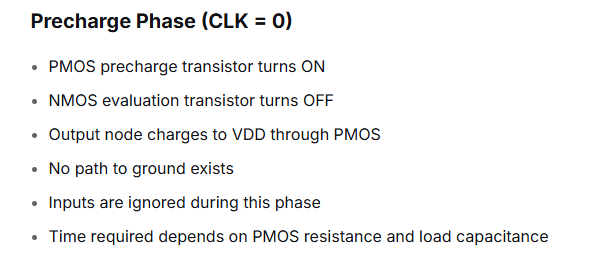 Precharge Phase (CLK = 0)
• PMOS precharge transistor turns ON
• NMOS evaluation transistor turns OFF
• Output node charges to VDD through PMOS
• No path to ground exists
• Inputs are ignored during this phase
• Time required depends on PMOS resistance and load capacitance